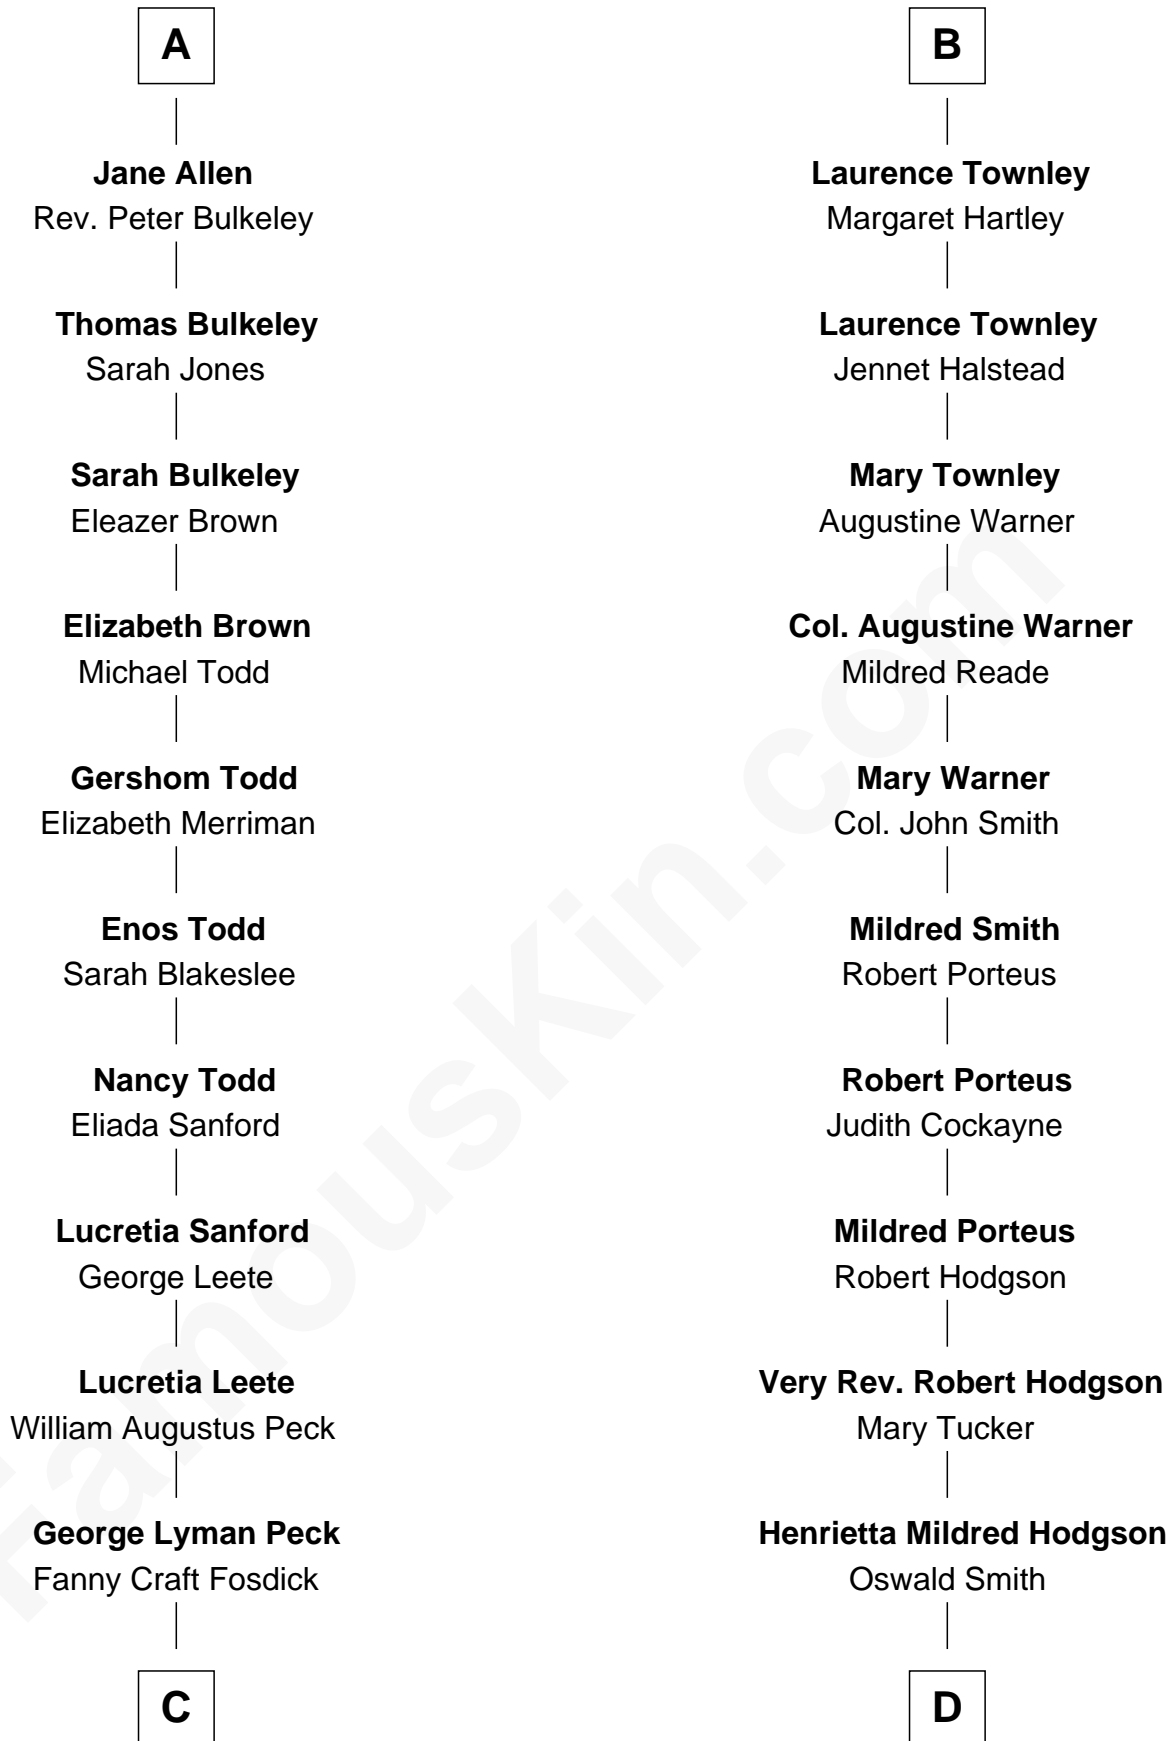 A
Jane Allen
Rev. Peter Bulkeley
Thomas Bulkeley
Sarah Jones
Sarah Bulkeley
Eleazer Brown
Elizabeth Brown
Michael Todd
Gershom Todd
Elizabeth Merriman
Enos Todd
Sarah Blakeslee
Nancy Todd
Eliada Sanford
Lucretia Sanford
George Leete
Lucretia Leete
William Augustus Peck
George Lyman Peck
Fanny Craft Fosdick
C
B
Laurence Townley
Margaret Hartley
Laurence Townley
Jennet Halstead
Mary Townley
Augustine Warner
Col. Augustine Warner
Mildred Reade
Mary Warner
Col. John Smith
Mildred Smith
Robert Porteus
Robert Porteus
Judith Cockayne
Mildred Porteus
Robert Hodgson
Very Rev. Robert Hodgson
Mary Tucker
Henrietta Mildred Hodgson
Oswald Smith
D
FamousKin.com